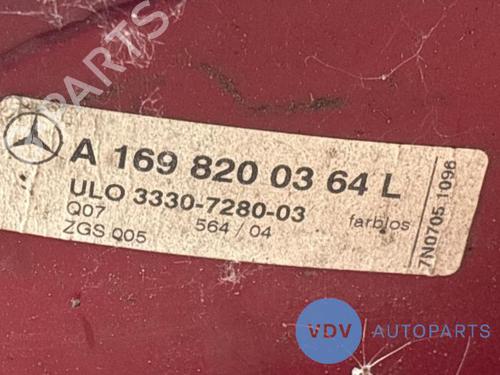 B-PARTS
A 169 820 03 64 L
ULO 3330-7280-03
Q07 564 / 04 farblos
ZGS 005
7N0705 1096
VDV AUTOPARTS